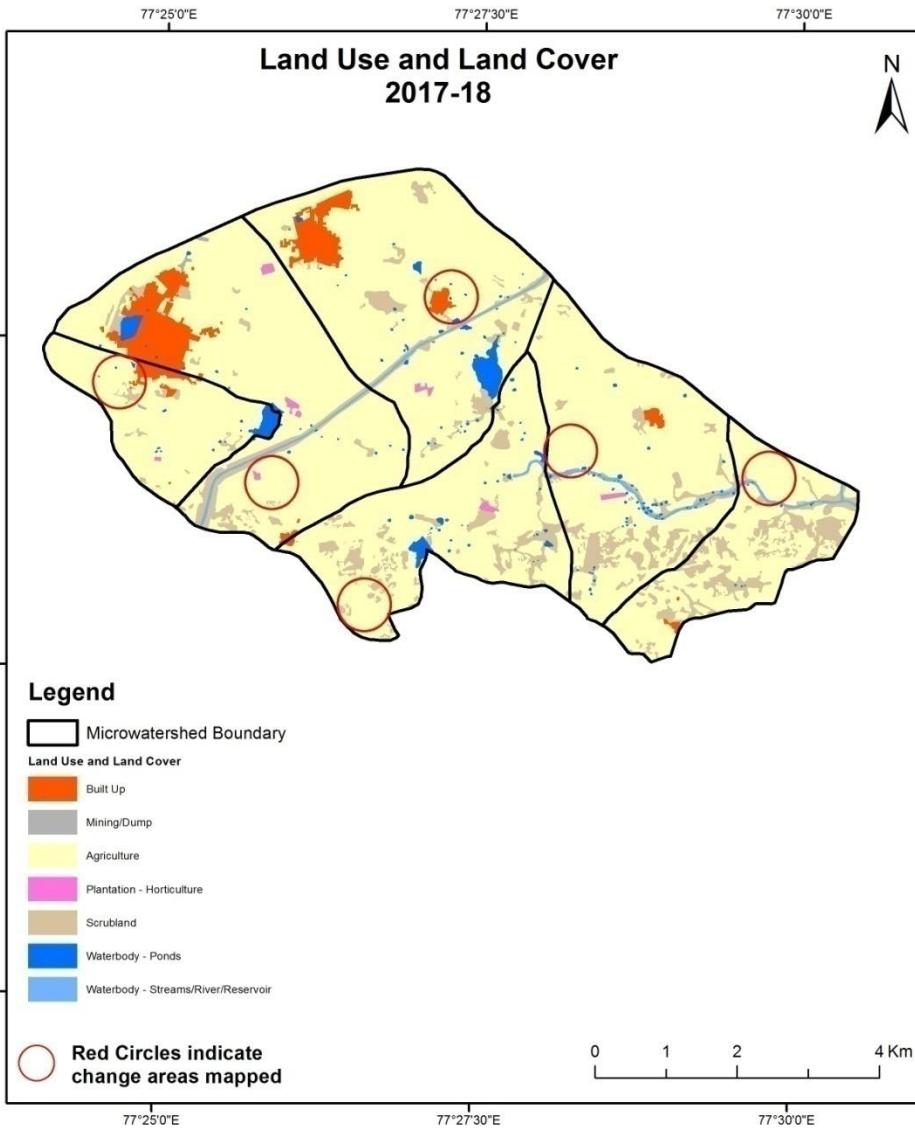 77°25'0"E 77°27'30"E 77°30'0"E
Land Use and Land Cover
2017-18
N
Legend
Microwatershed Boundary
Land Use and Land Cover
Built Up
Mining/Dump
Agriculture
Plantation - Horticulture
Scrubland
Waterbody - Ponds
Waterbody - Streams/River/Reservoir
Red Circles indicate
change areas mapped
0 1 2 4 Km
77°25'0"E 77°27'30"E 77°30'0"E